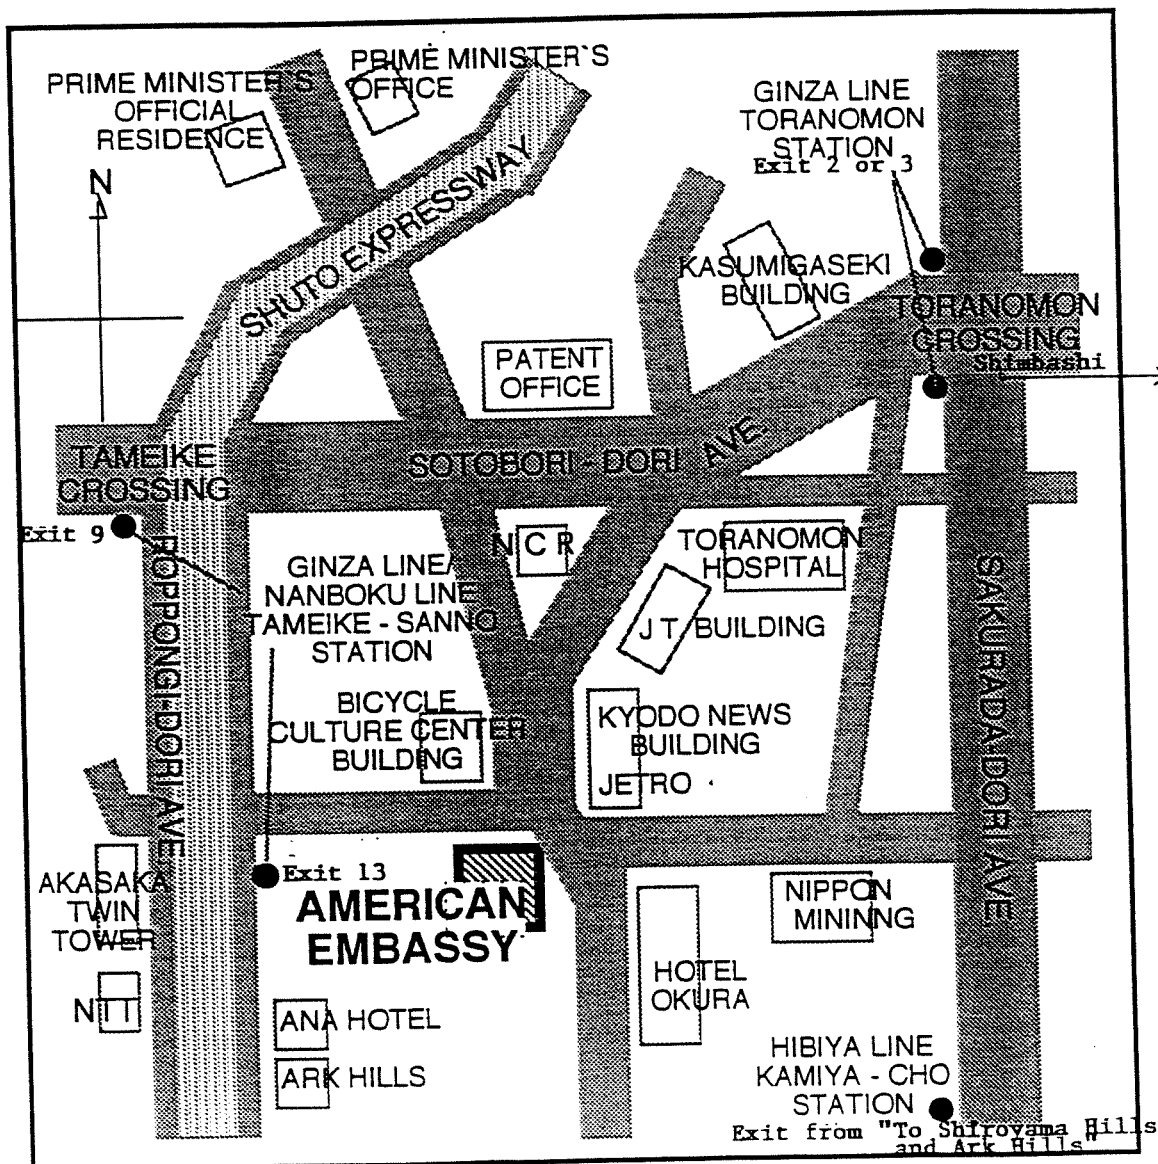 PRIME MINISTER`S
OFFICIAL
RESIDENCE
PRIME MINISTER`S
OFFICE
GINZA LINE
TORANOMON
STATION
Exit 2 or 3
N
SHUTO EXPRESSWAY
KASUMIGASEKI
BUILDING
TORANOMON
CROSSING
Shimbashi
PATENT
OFFICE
TAMEIKE
CROSSING
SOTOBORI - DORI AVE.
Exit 9
N C R
TORANOMON
HOSPITAL
GINZA LINE/
NANBOKU LINE
TAMEIKE - SANNO
STATION
J T BUILDING
ROPPONGI-DORI AVE
SAKURADA-DORI AVE
BICYCLE
CULTURE CENTER
BUILDING
KYODO NEWS
BUILDING
JETRO
Exit 13
AKASAKA
TWIN
TOWER
AMERICAN
EMBASSY
NIPPON
MINING
HOTEL
OKURA
NTT
ANA HOTEL
ARK HILLS
HIBIYA LINE
KAMIYA - CHO
STATION
Exit from "To Shiroyama Hills
and Ark Hills"